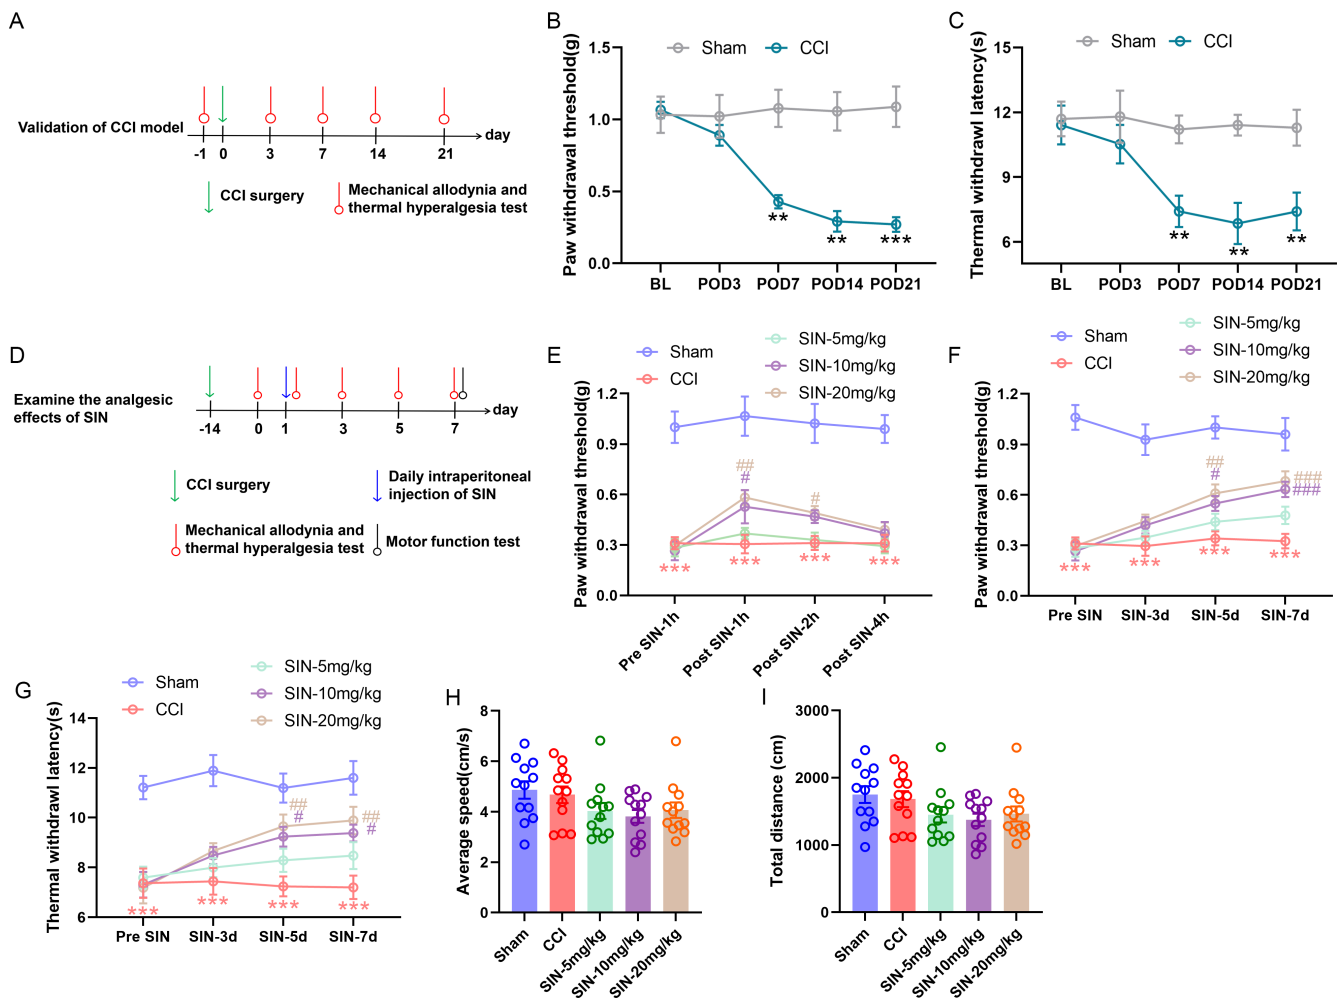 A
Validation of CCI model
-1 0 3 7 14 21
day
CCI surgery
Mechanical allodynia and
thermal hyperalgesia test
B
Sham CCI
Paw withdrawal threshold(g)
1.5
1.0
0.5
0.0
**
**
***
BL POD3 POD7 POD14 POD21
C
Sham CCI
Thermal withdrawl latency(s)
15
12
9
6
**
**
**
BL POD3 POD7 POD14 POD21
D
Examine the analgesic
effects of SIN
-14 0 1 3 5 7
day
CCI surgery
Daily intraperitoneal
injection of SIN
Mechanical allodynia and
thermal hyperalgesia test
Motor function test
E
Sham
CCI
SIN-5mg/kg
SIN-10mg/kg
SIN-20mg/kg
Paw withdrawal threshold(g)
1.2
0.9
0.6
0.3
0.0
##
#
#
*** *** *** ***
Pre SIN-1h Post SIN-1h Post SIN-2h Post SIN-4h
F
Sham
CCI
SIN-5mg/kg
SIN-10mg/kg
SIN-20mg/kg
Paw withdrawal threshold(g)
1.2
0.9
0.6
0.3
0.0
##
#
###
###
*** *** *** ***
Pre SIN SIN-3d SIN-5d SIN-7d
G
Sham
CCI
SIN-5mg/kg
SIN-10mg/kg
SIN-20mg/kg
Thermal withdrawl latency(s)
14
12
10
8
6
##
#
##
#
*** *** *** ***
Pre SIN SIN-3d SIN-5d SIN-7d
H
Average speed(cm/s)
8
6
4
2
0
Sham CCI SIN-5mg/kg SIN-10mg/kg SIN-20mg/kg
I
Total distance (cm)
3000
2000
1000
0
Sham CCI SIN-5mg/kg SIN-10mg/kg SIN-20mg/kg